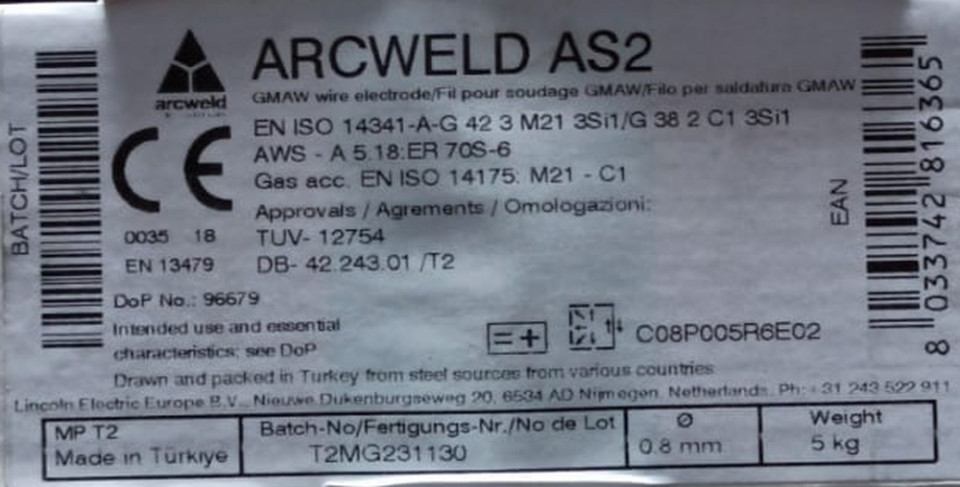 ARCWELD AS2
arcweld
GMAW wire electrode/Fil pour soudage GMAW/Filo per saldatura GMAW
EN ISO 14341-A-G 42 3 M21 3Si1/G 38 2 C1 3Si1
AWS - A 5.18:ER 70S-6
Gas acc. EN ISO 14175: M21 - C1
Approvals / Agrements / Omologazioni:
CE
0035 18
TUV- 12754
EN 13479
DB- 42.243.01 /T2
BATCH/LOT
EAN
8 033742 816365
DoP No.: 96679
Intended use and essential
characteristics: see DoP
=+
C08P005R6E02
Drawn and packed in Turkey from steel sources from various countries
Lincoln Electric Europe B.V., Nieuwe Dukenburgseweg 20, 6534 AD Nijmegen, Netherlands. Ph: +31 243 522 911
MP T2
Made in Türkiye
Batch-No/Fertigungs-Nr./No de Lot
T2MG231130
Ø
0.8 mm
Weight
5 kg